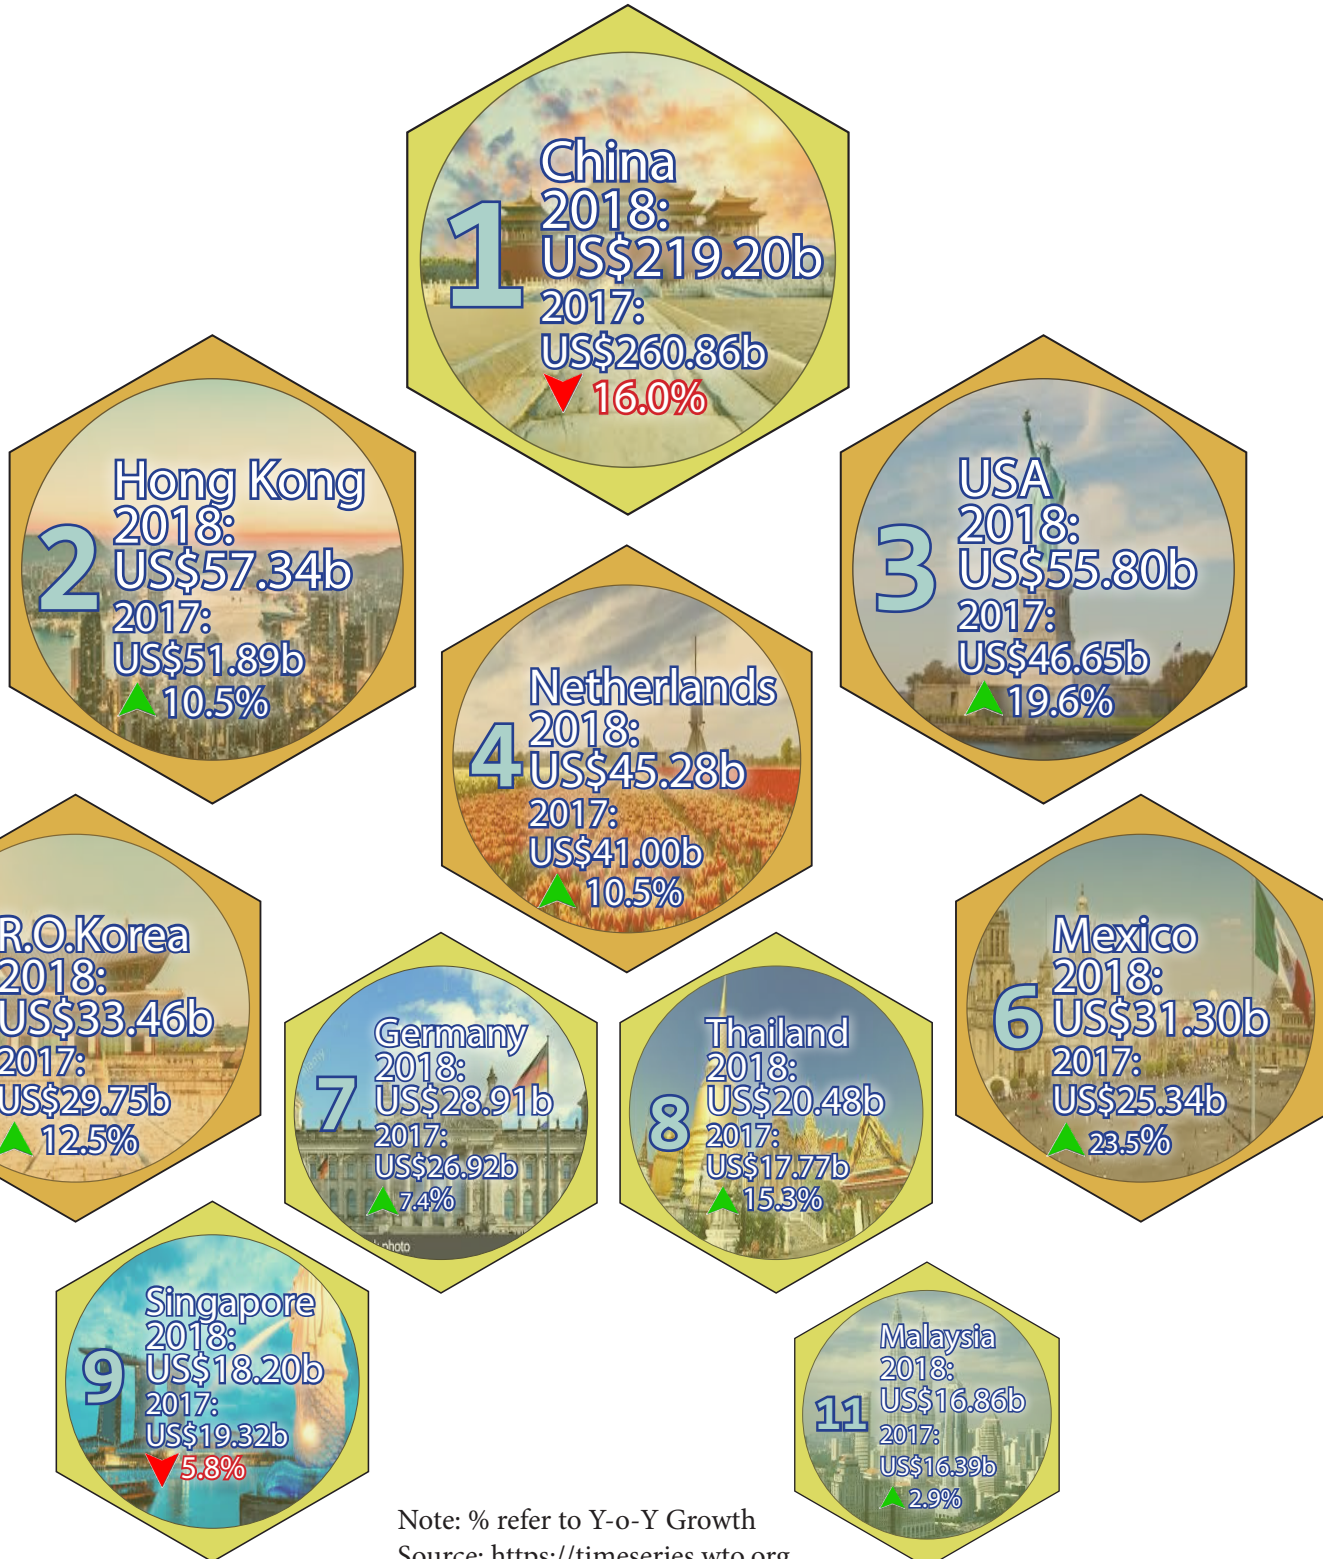 1
China
2018:
US$219.20b
2017:
US$260.86b
16.0%
2
Hong Kong
2018:
US$57.34b
2017:
US$51.89b
10.5%
3
USA
2018:
US$55.80b
2017:
US$46.65b
19.6%
4
Netherlands
2018:
US$45.28b
2017:
US$41.00b
10.5%
R.O.Korea
2018:
US$33.46b
2017:
US$29.75b
12.5%
6
Mexico
2018:
US$31.30b
2017:
US$25.34b
23.5%
7
Germany
2018:
US$28.91b
2017:
US$26.92b
7.4%
photo
8
Thailand
2018:
US$20.48b
2017:
US$17.77b
15.3%
9
Singapore
2018:
US$18.20b
2017:
US$19.32b
5.8%
11
Malaysia
2018:
US$16.86b
2017:
US$16.39b
2.9%
Note: % refer to Y-o-Y Growth
Source: https://timeseries.wto.org